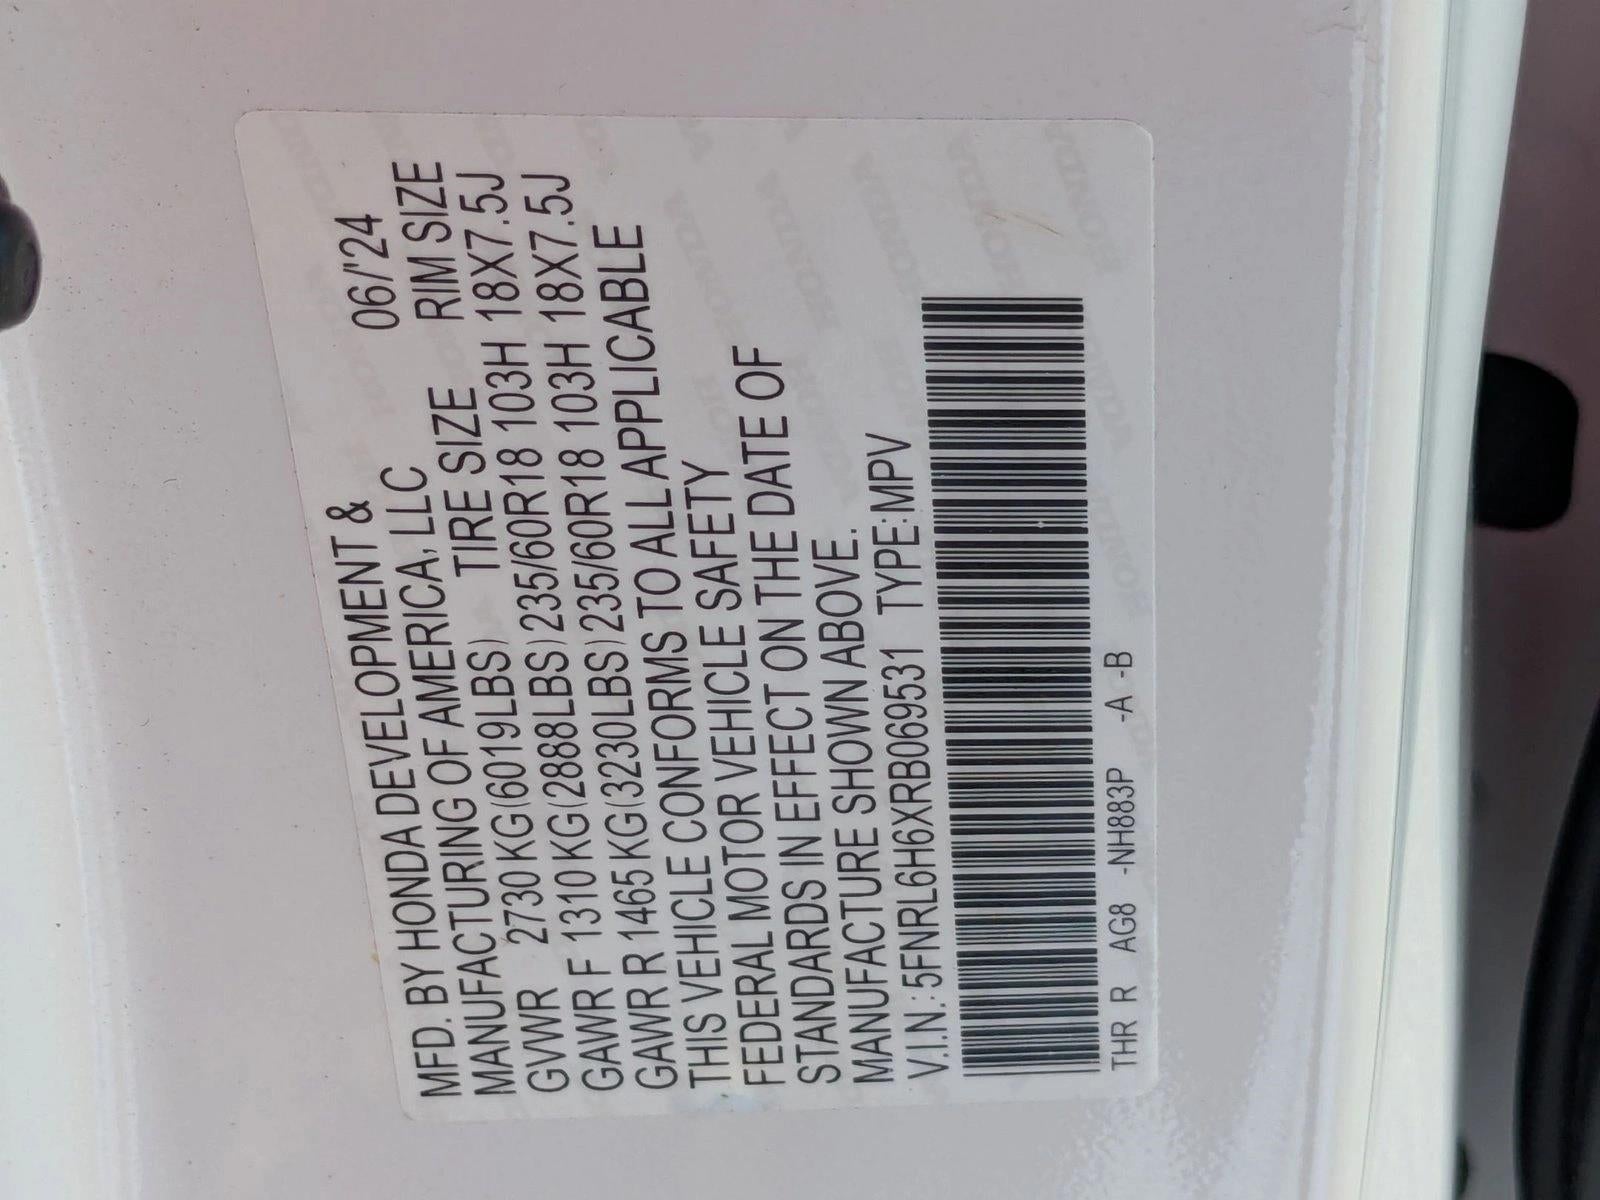 MFD. BY HONDA DEVELOPMENT & 06/'24
MANUFACTURING OF AMERICA, LLC RIM SIZE
TIRE SIZE
GVWR 2730 KG(6019LBS) 235/60R18 103H 18X7.5J
GAWR F 1310 KG(2888LBS) 235/60R18 103H 18X7.5J
GAWR R 1465 KG(3230LBS)
THIS VEHICLE CONFORMS TO ALL APPLICABLE
FEDERAL MOTOR VEHICLE SAFETY
STANDARDS IN EFFECT ON THE DATE OF
MANUFACTURE SHOWN ABOVE.
V.I.N.: 5FNRL6H6XRB069531 TYPE: MPV
THR R AG8 -NH883P -A -B